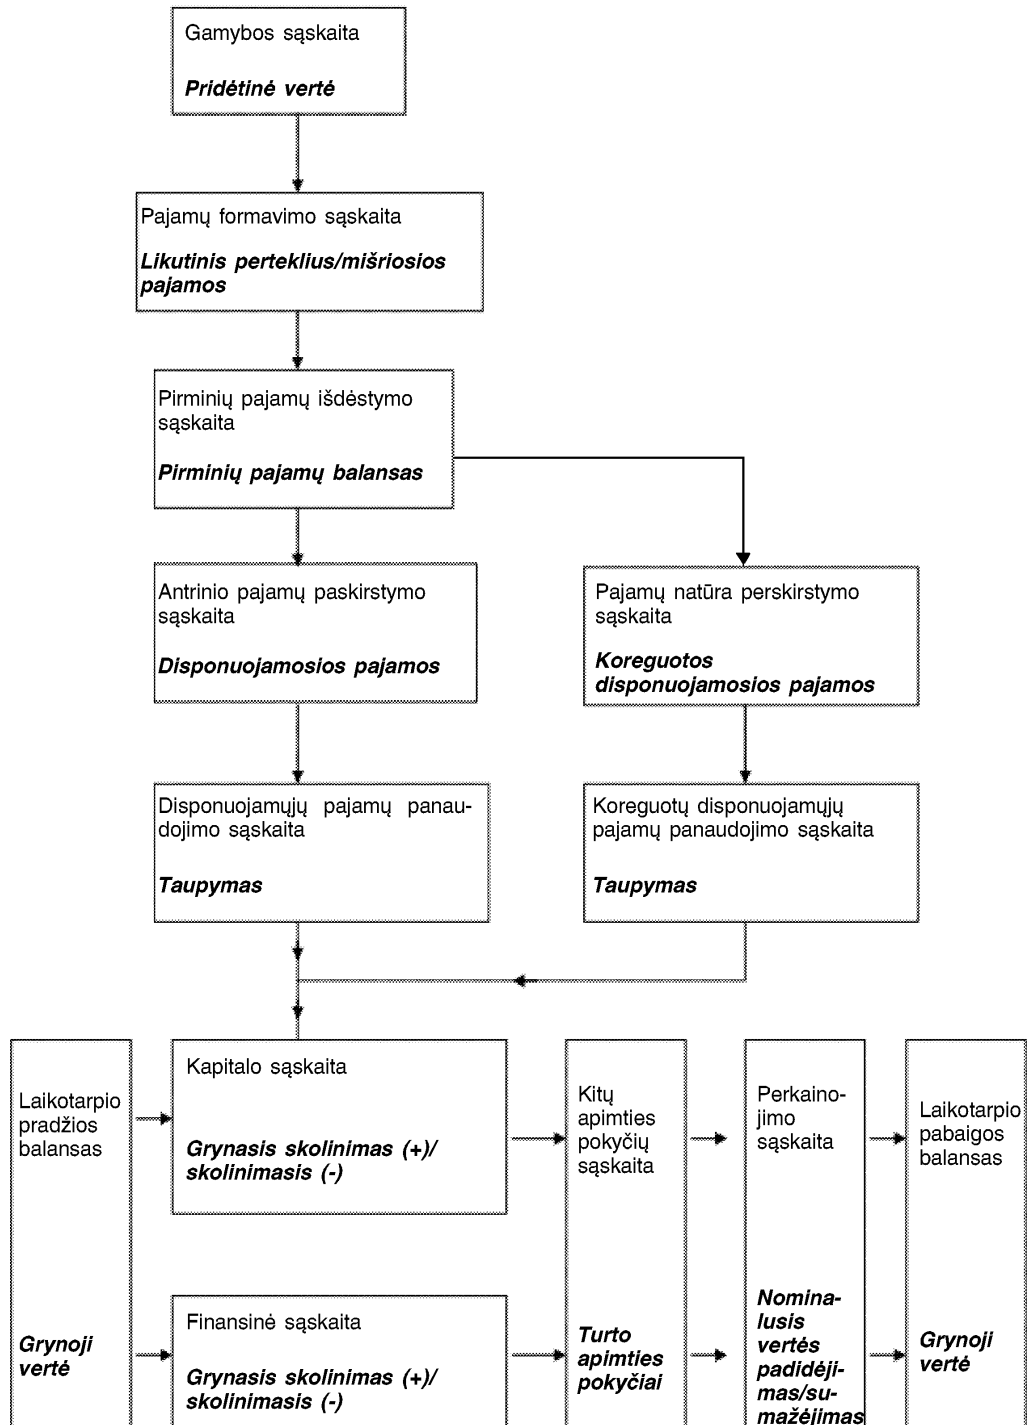 Gamybos sąskaita
Pridėtinė vertė
Pajamų formavimo sąskaita
Likutinis perteklius/mišriosios
pajamos
Pirminių pajamų išdėstymo
sąskaita
Pirminių pajamų balansas
Antrinio pajamų paskirstymo
sąskaita
Disponuojamosios pajamos
Pajamų natūra perskirstymo
sąskaita
Koreguotos
disponuojamosios pajamos
Disponuojamųjų pajamų panau-
dojimo sąskaita
Taupymas
Koreguotų disponuojamųjų
pajamų panaudojimo sąskaita
Taupymas
Laikotarpio
pradžios
balansas
Grynoji
vertė
Kapitalo sąskaita
Grynasis skolinimas (+)/
skolinimasis (-)
Finansinė sąskaita
Grynasis skolinimas (+)/
skolinimasis (-)
Kitų
apimties
pokyčių
sąskaita
Turto
apimties
pokyčiai
Perkaino-
jimo
sąskaita
Nomina-
lusis
vertės
padidėji-
mas/su-
mažėjimas
Laikotarpio
pabaigos
balansas
Grynoji
vertė